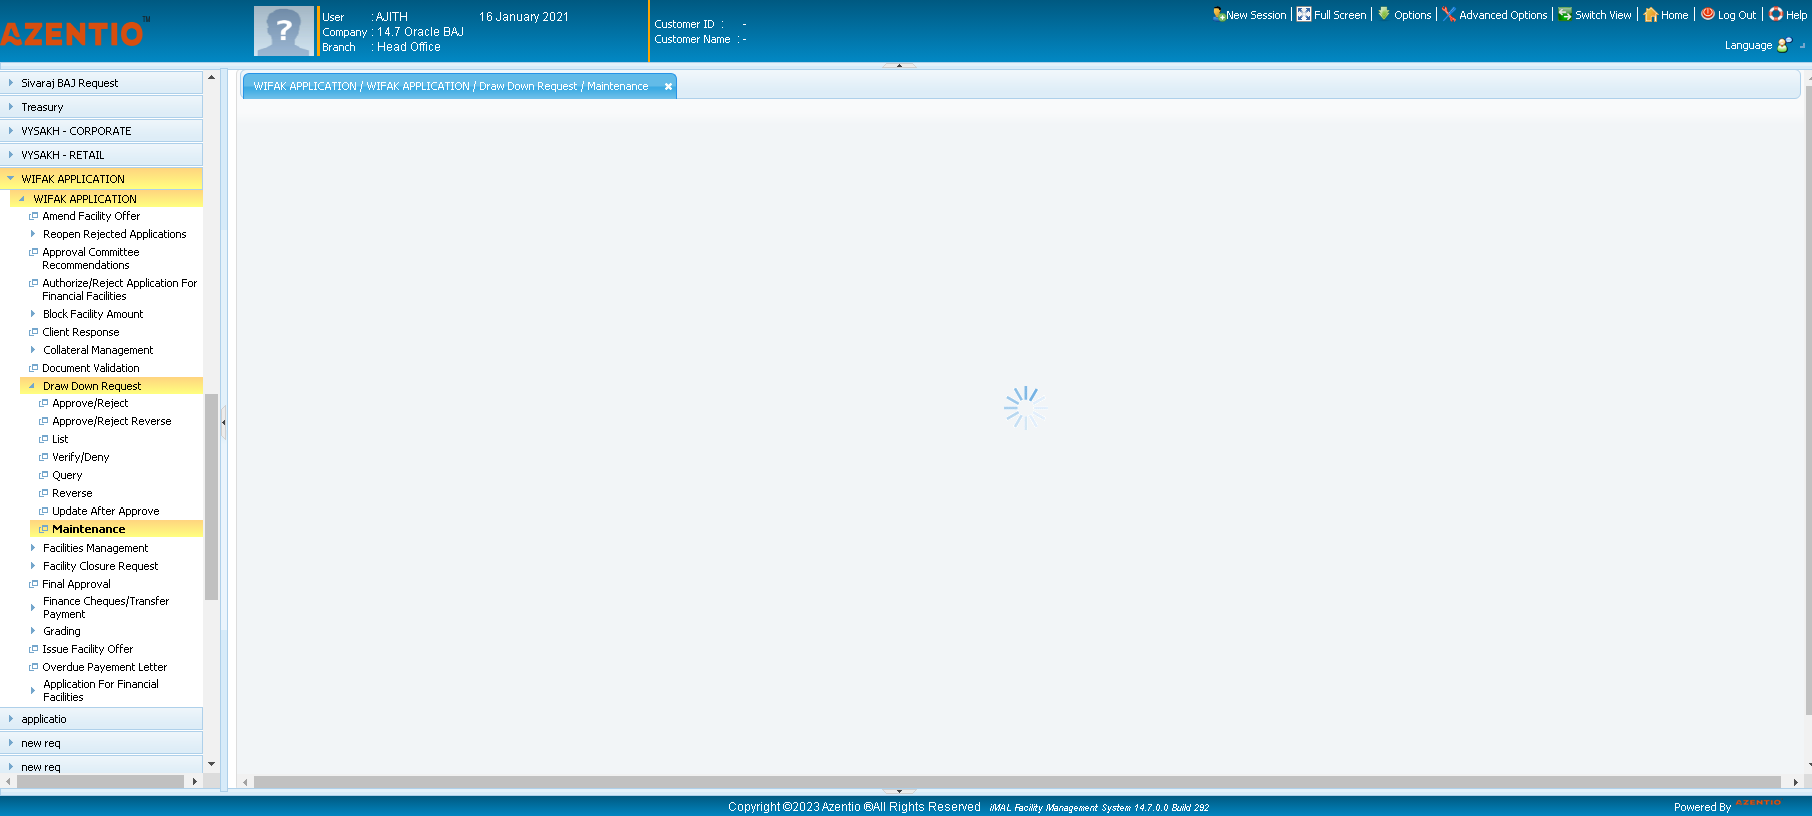 AZENTIO TM
User : AJITH 16 January 2021
Company : 14.7 Oracle BAJ
Branch : Head Office
Customer ID : -
Customer Name : -
New Session Full Screen Options Advanced Options Switch View Home Log Out Help
Language
Sivaraj BAJ Request
Treasury
VYSAKH - CORPORATE
VYSAKH - RETAIL
WIFAK APPLICATION
WIFAK APPLICATION
Amend Facility Offer
Reopen Rejected Applications
Approval Committee
Recommendations
Authorize/Reject Application For
Financial Facilities
Block Facility Amount
Client Response
Collateral Management
Document Validation
Draw Down Request
Approve/Reject
Approve/Reject Reverse
List
Verify/Deny
Query
Reverse
Update After Approve
Maintenance
Facilities Management
Facility Closure Request
Final Approval
Finance Cheques/Transfer
Payment
Grading
Issue Facility Offer
Overdue Payement Letter
Application For Financial
Facilities
applicatio
new req
new req
WIFAK APPLICATION / WIFAK APPLICATION / Draw Down Request / Maintenance
Copyright ©2023 Azentio ®All Rights Reserved iMAL Facility Management System 14.7.0.0 Build 292
Powered By AZENTIO